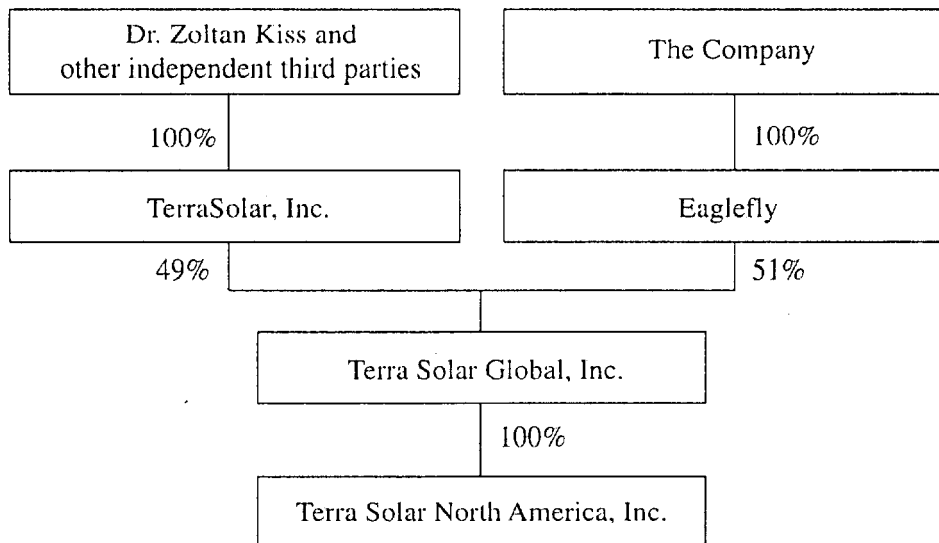 Dr. Zoltan Kiss and
other independent third parties
The Company
100%
100%
TerraSolar, Inc.
Eaglefly
49%
51%
Terra Solar Global, Inc.
100%
Terra Solar North America, Inc.